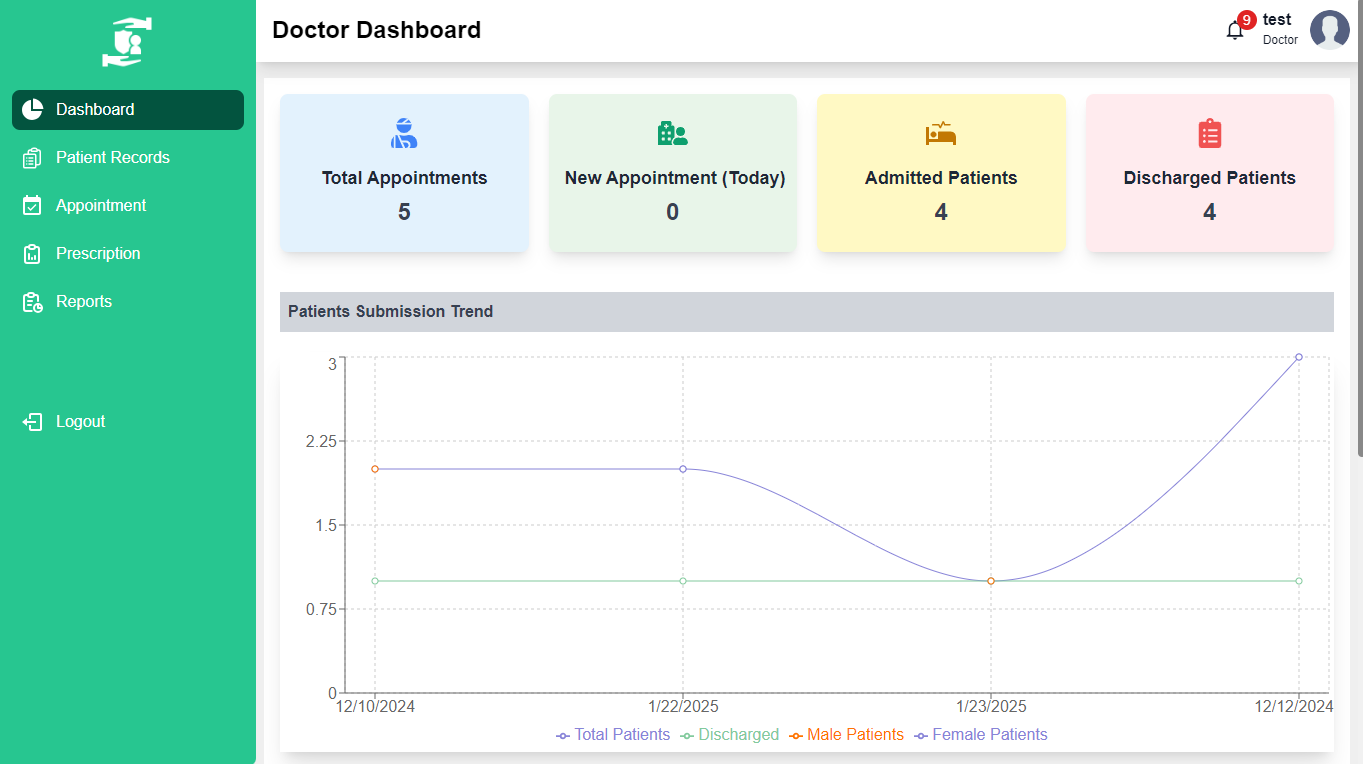 Doctor Dashboard
9
test
Doctor
Dashboard
Patient Records
Appointment
Prescription
Reports
Logout
Total Appointments
5
New Appointment (Today)
0
Admitted Patients
4
Discharged Patients
4
Patients Submission Trend
3
2.25
1.5
0.75
0
12/10/2024 1/22/2025 1/23/2025 12/12/2024
Total Patients Discharged Male Patients Female Patients